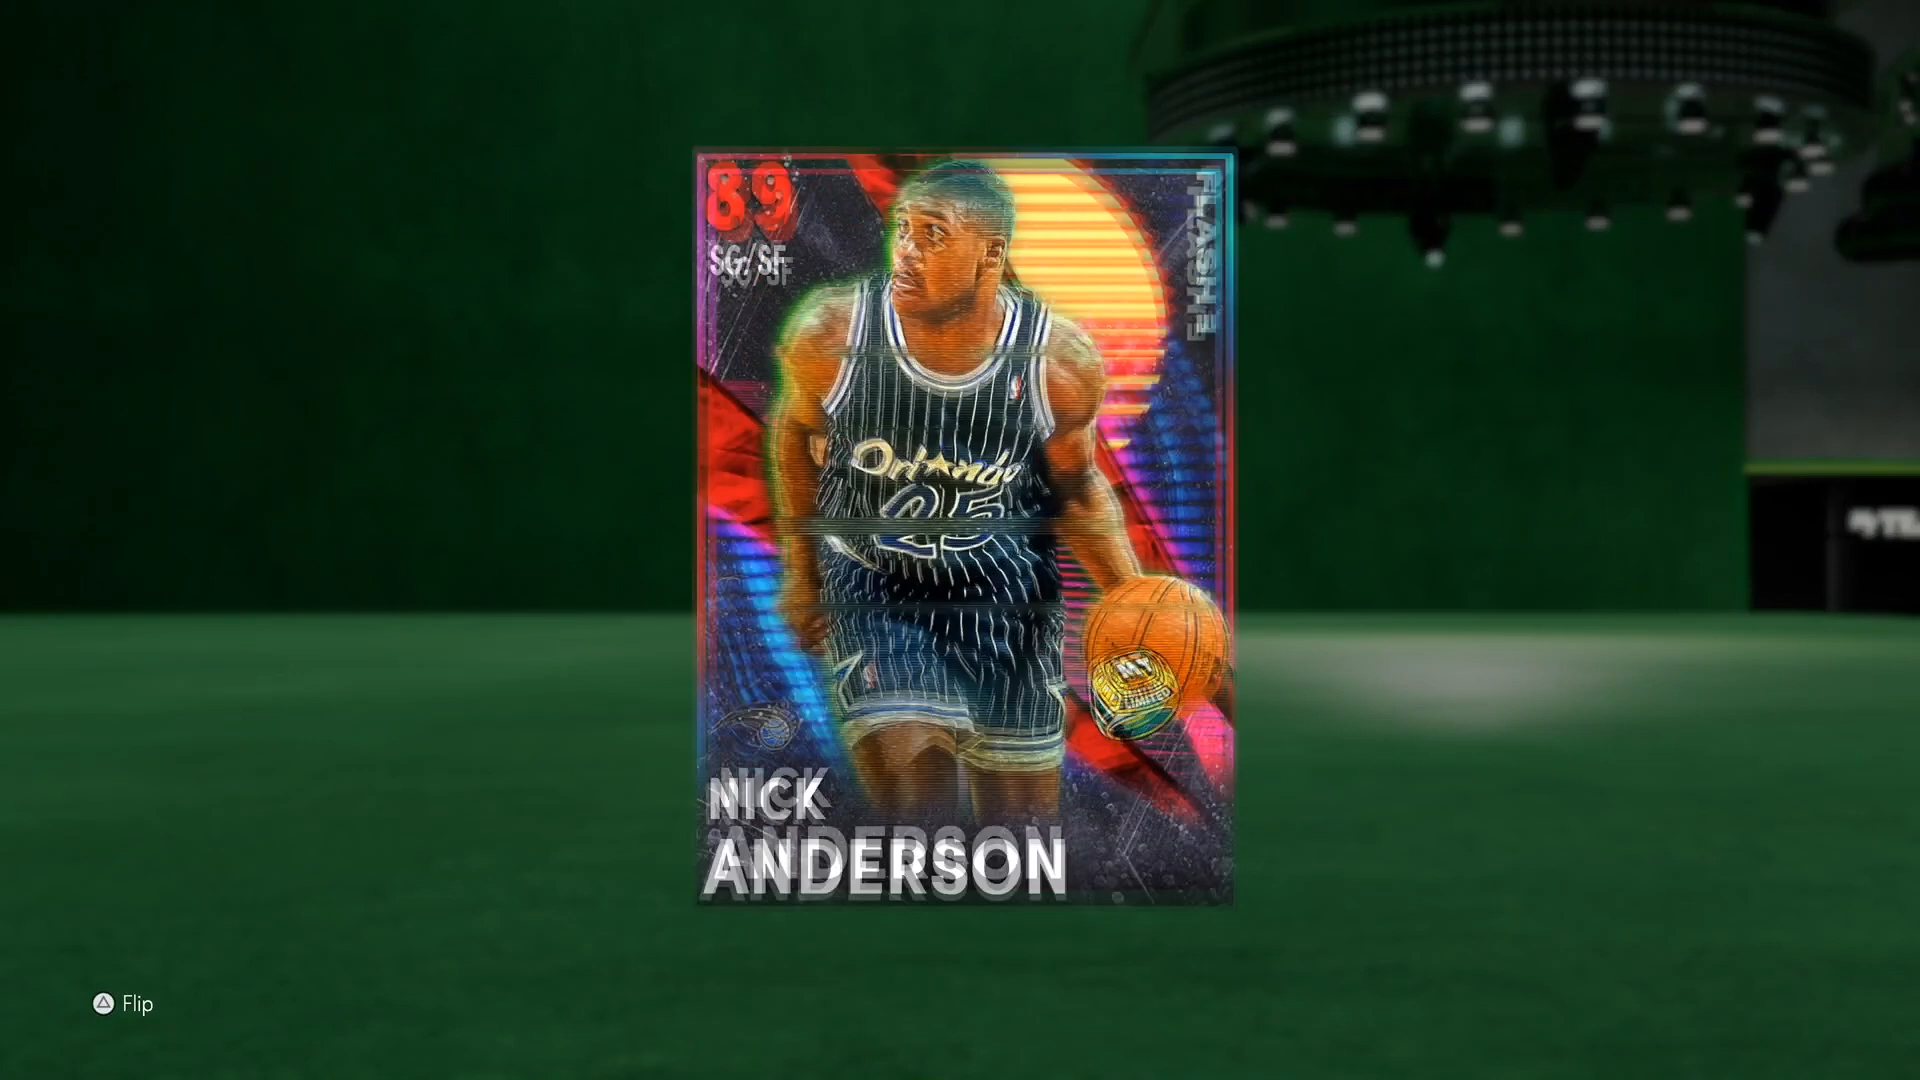 89
SG/SF
FLASH 3
Orlando
25
MT
LIMITED
NICK
ANDERSON
Flip